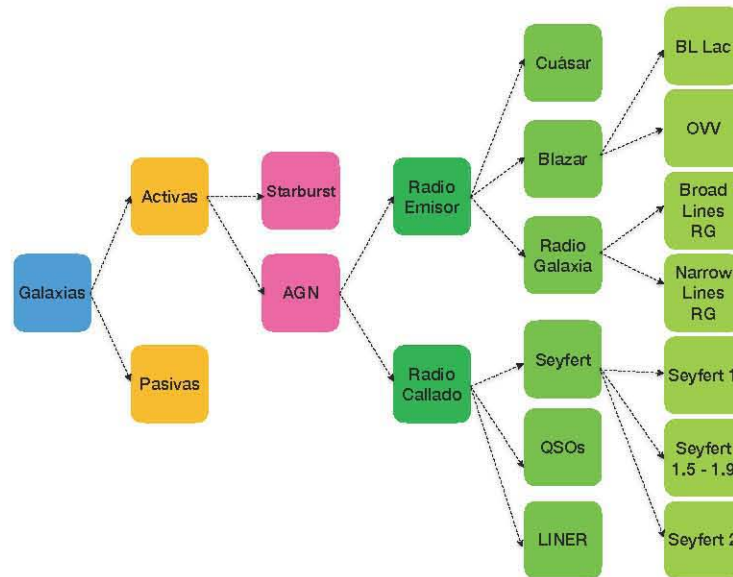 Galaxias
Activas
Pasivas
Starburst
AGN
Radio
Emisor
Radio
Callado
Cuásar
Blazar
Radio
Galaxia
Seyfert
QSOs
LINER
BL Lac
OVV
Broad
Lines
RG
Narrow
Lines
RG
Seyfert 1
Seyfert
1.5 - 1.9
Seyfert 2